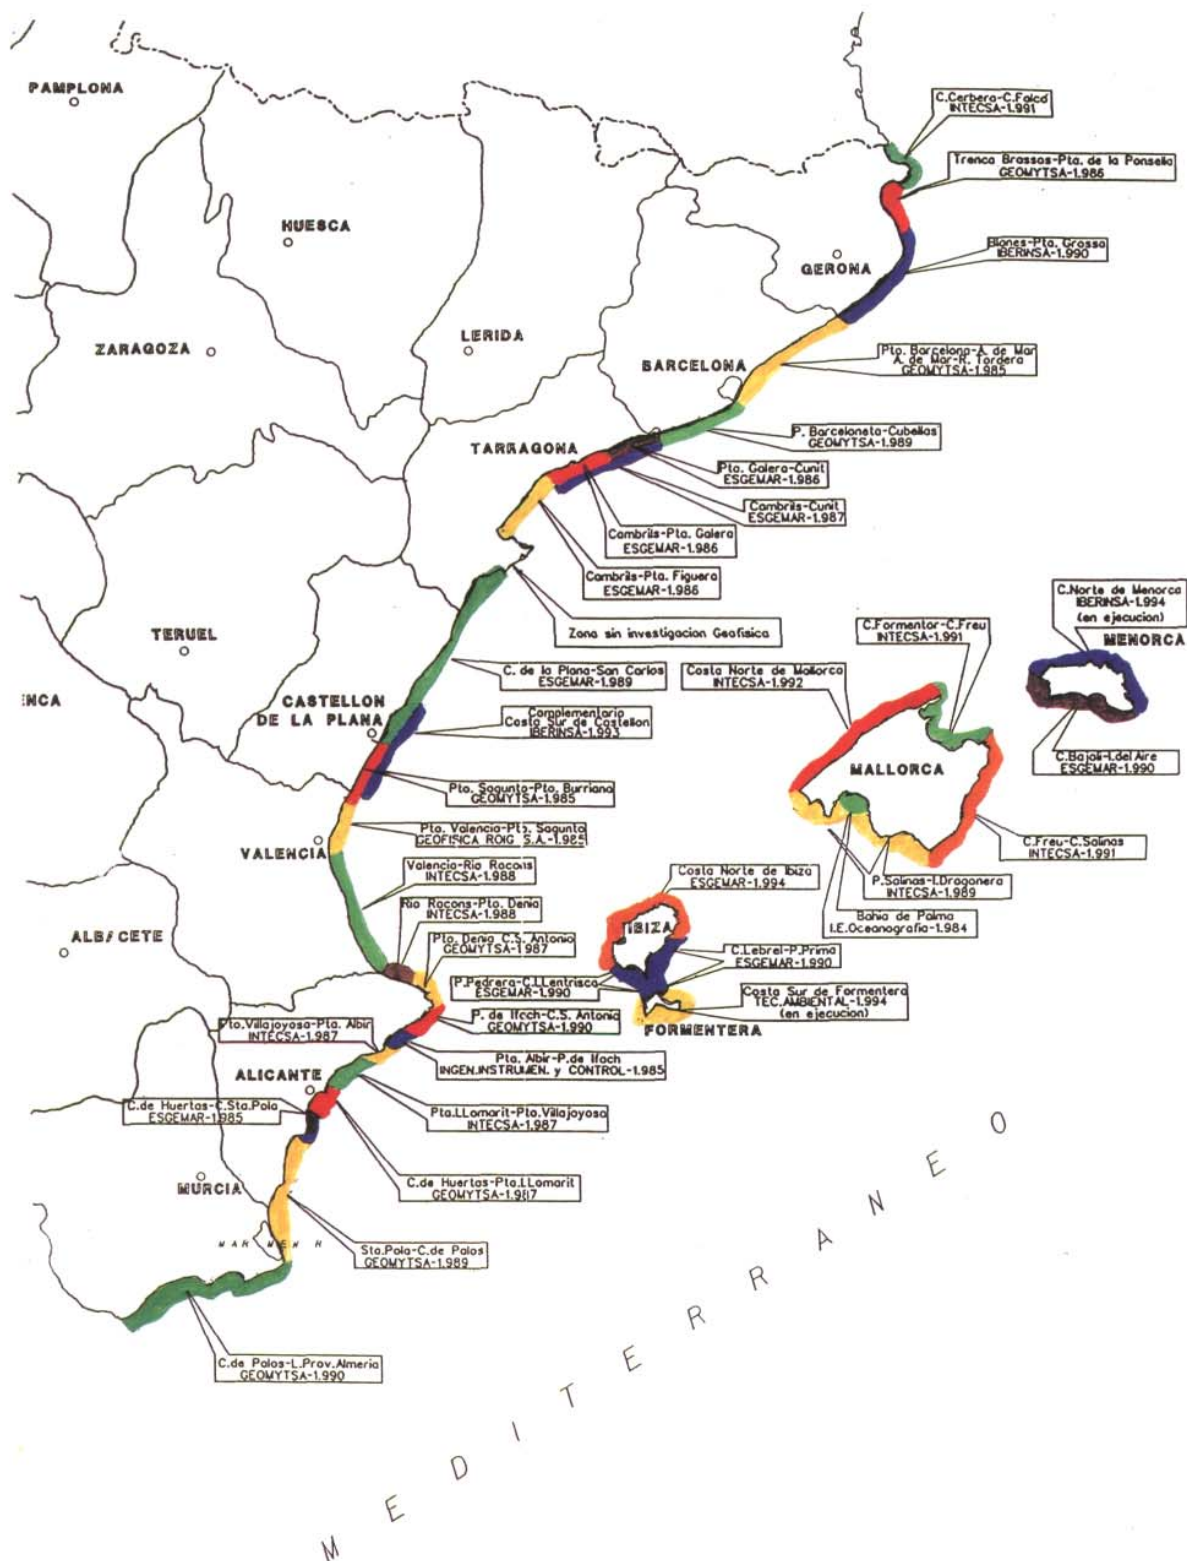 PAMPLONA
C.Cerbera-C.Falcó
INTECSA-1.991
Trenca Brassos-Pta. de la Ponsella
GEOMYTSA-1.986
HUESCA
Blanes-Pta. Grossa
IBERINSA-1.990
GERONA
ZARAGOZA
LERIDA
BARCELONA
Pto. Barcelona-A. de Mar
A. de Mar-R. Tordera
GEOMYTSA-1.985
TARRAGONA
P. Barceloneta-Cubellas
GEOMYTSA-1.989
Pta. Galera-Cunit
ESGEMAR-1.986
Cambrils-Cunit
ESGEMAR-1.987
Cambrils-Pta. Galera
ESGEMAR-1.986
Cambrils-Pta. Figuera
ESGEMAR-1.986
Zona sin investigacion Geofisica
TERUEL
C.Norte de Menorca
IBERINSA-1.994
(en ejecucion)
MENORCA
C.Formentor-C.Freu
INTECSA-1.991
Costa Norte de Mallorca
INTECSA-1.992
C. de la Plana-San Carlos
ESGEMAR-1.989
ENCA
CASTELLON
DE LA PLANA
Complementario
Costa Sur de Castellon
IBERINSA-1.993
C.Bajoli-I.del Aire
ESGEMAR-1.990
MALLORCA
Pto. Sagunto-Pto. Burriana
GEOMYTSA-1.985
Pto. Valencia-Pto. Sagunto
GEOFISICA ROIG S.A.-1.985
VALENCIA
C.Freu-C.Salinas
INTECSA-1.991
Valencia-Rio Racons
INTECSA-1.988
Costa Norte de Ibiza
ESGEMAR-1.994
P.Salinas-I.Dragonera
INTECSA-1.989
Rio Racons-Pto. Denia
INTECSA-1.988
Bahia de Palma
I.E.Oceanografia-1.984
IBIZA
ALBACETE
Pto. Denia C.S. Antonio
GEOMYTSA-1.987
C.Lebrel-P.Prima
ESGEMAR-1.990
P.Pedrera-C.I.Lentrisca
ESGEMAR-1.990
Costa Sur de Formentera
TEC.AMBIENTAL-1.994
(en ejecucion)
FORMENTERA
P. de Ifach-C.S. Antonio
GEOMYTSA-1.990
Pto.Villajoyosa-Pta. Albir
INTECSA-1.987
Pta. Albir-P.de Ifach
INGEN.INSTRUMEN. y CONTROL-1.985
ALICANTE
C.de Huertas-C.Sta.Pola
ESGEMAR-1.985
Pta.LLomarit-Pto.Villajoyosa
INTECSA-1.987
MURCIA
C.de Huertas-Pta.LLomarit
GEOMYTSA-1.987
MAR MENOR
Sta.Pola-C.de Palos
GEOMYTSA-1.989
C.de Palos-L.Prov.Almeria
GEOMYTSA-1.990
MEDITERRANEO